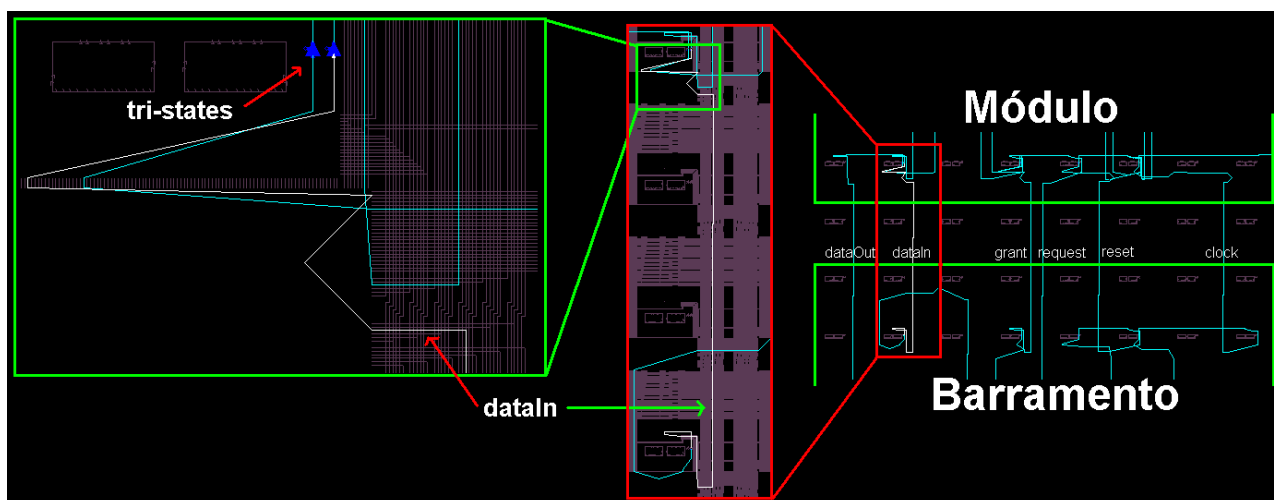 tri-states
dataIn
Módulo
dataOut dataIn grant request reset clock
Barramento